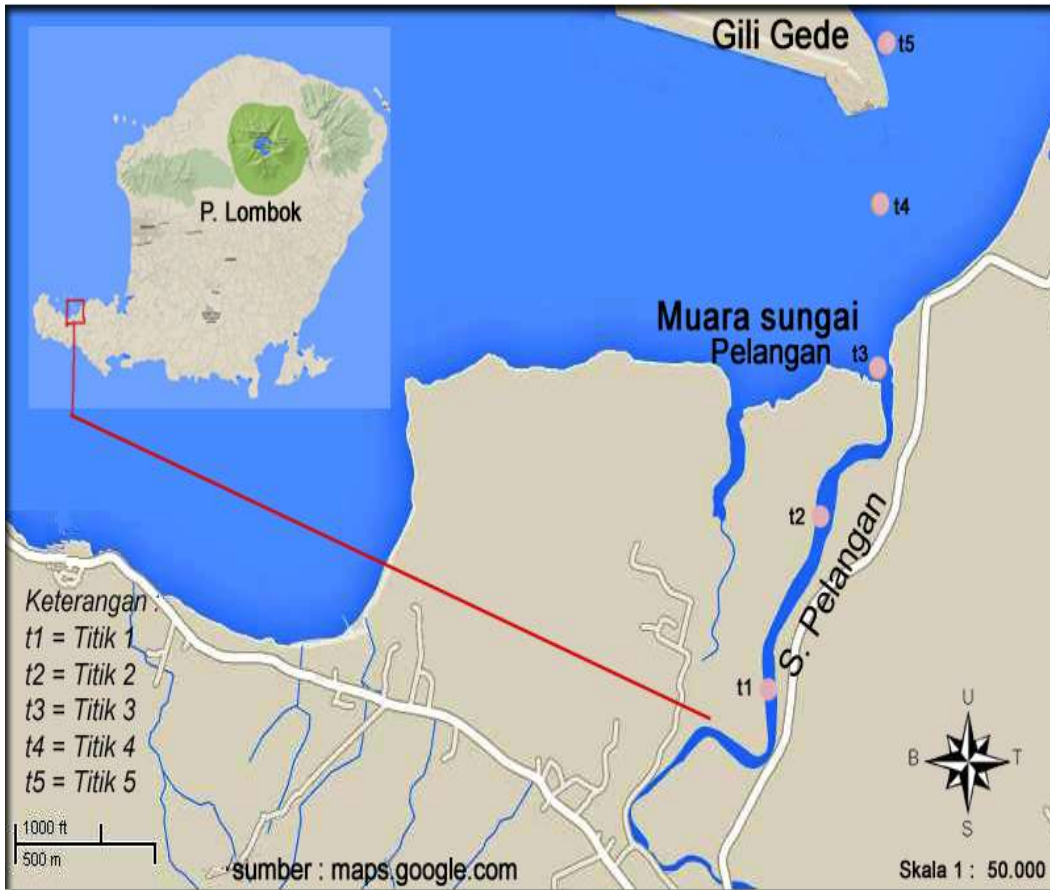 Gili Gede
t5
P. Lombok
t4
Muara sungai
Pelangan
t3
t2
S. Pelangan
t1
Keterangan :
t1 = Titik 1
t2 = Titik 2
t3 = Titik 3
t4 = Titik 4
t5 = Titik 5
U
B
T
S
1000 ft
500 m
sumber : maps.google.com
Skala 1 : 50.000